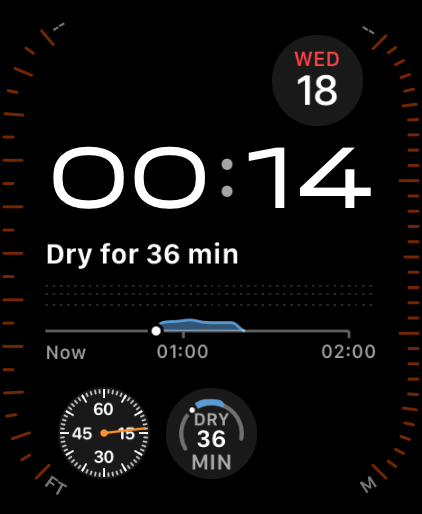 --
--
WED
18
00:14
Dry for 36 min
Now 01:00 02:00
60
45 15
30
DRY
36
MIN
FT M